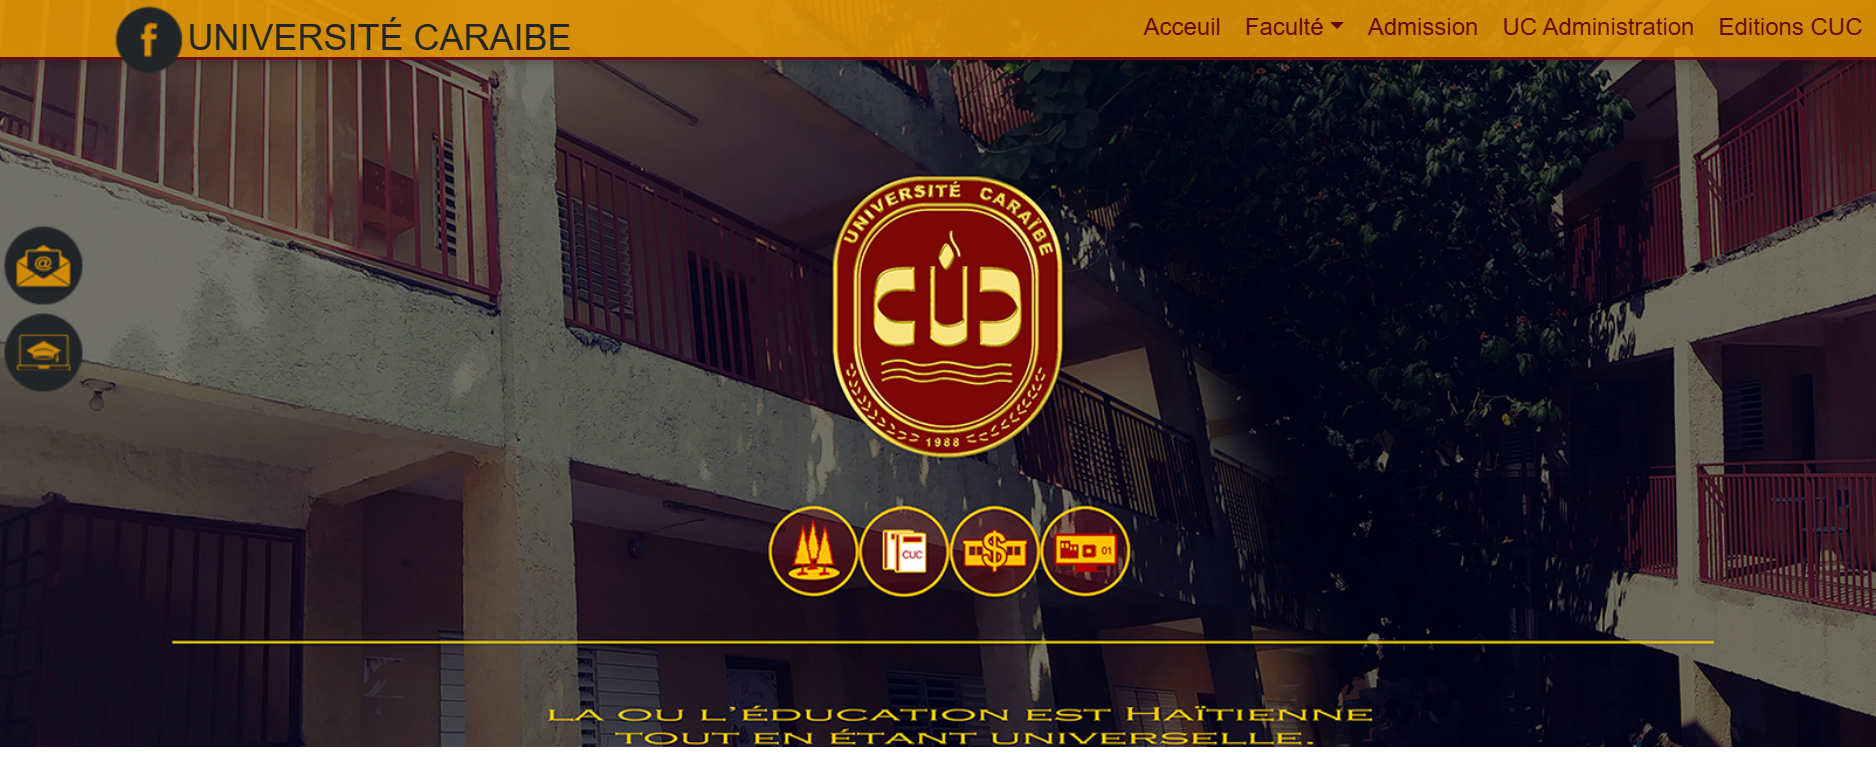 f UNIVERSITÉ CARAIBE
Acceuil Faculté Admission UC Administration Editions CUC
@
UNIVERSITÉ CARAÏBE
CUC
1988
CUC
$
01
LA OU L'ÉDUCATION EST HAÏTIENNE
TOUT EN ÉTANT UNIVERSELLE.